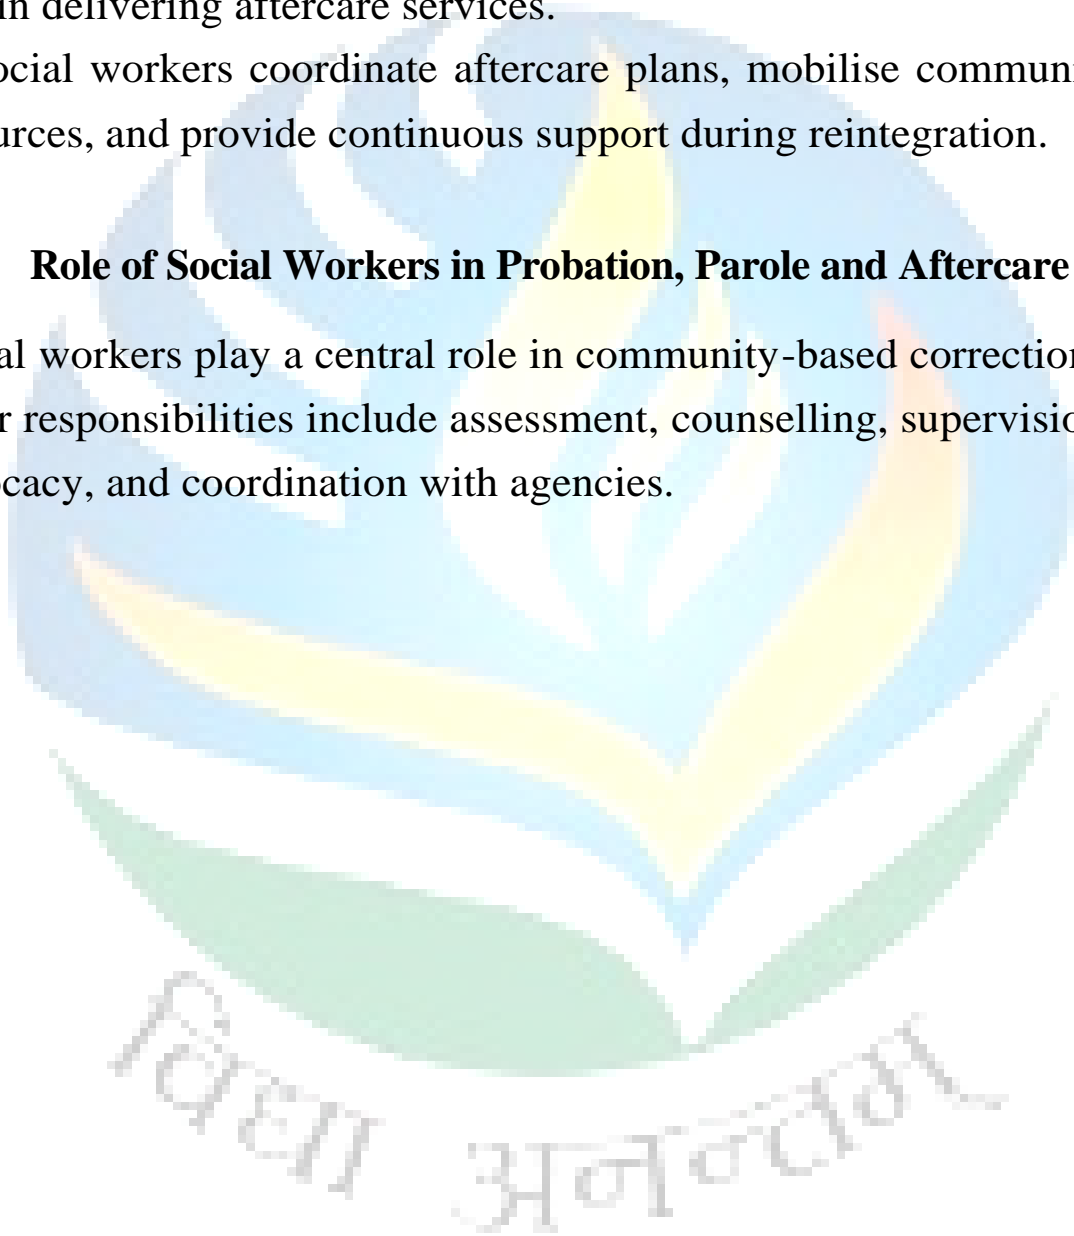 in delivering aftercare services.
ocial workers coordinate aftercare plans, mobilise commun
urces, and provide continuous support during reintegration.
Role of Social Workers in Probation, Parole and Aftercare
al workers play a central role in community-based correction
r responsibilities include assessment, counselling, supervisio
ocacy, and coordination with agencies.
विद्या अनन्तम्